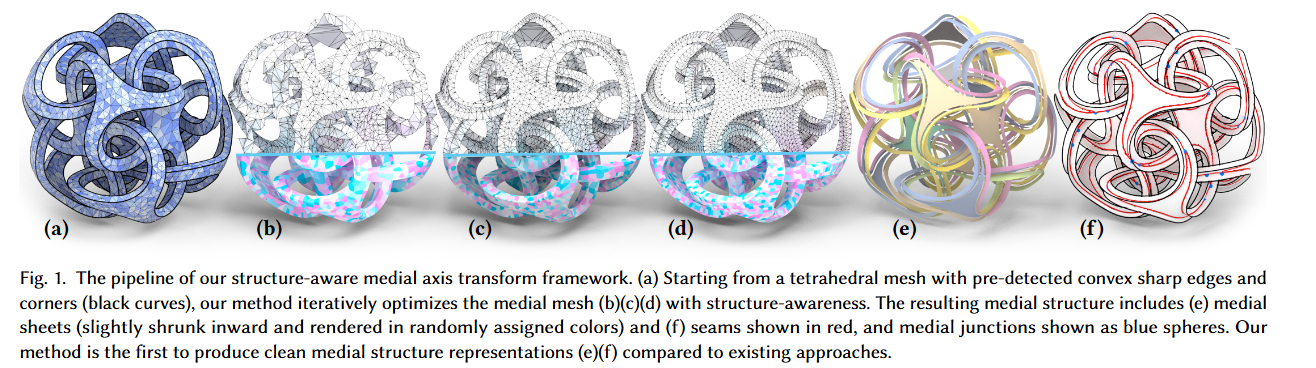 (a)
(b)
(c)
(d)
(e)
(f)
Fig. 1. The pipeline of our structure-aware medial axis transform framework. (a) Starting from a tetrahedral mesh with pre-detected convex sharp edges and
corners (black curves), our method iteratively optimizes the medial mesh (b)(c)(d) with structure-awareness. The resulting medial structure includes (e) medial
sheets (slightly shrunk inward and rendered in randomly assigned colors) and (f) seams shown in red, and medial junctions shown as blue spheres. Our
method is the first to produce clean medial structure representations (e)(f) compared to existing approaches.